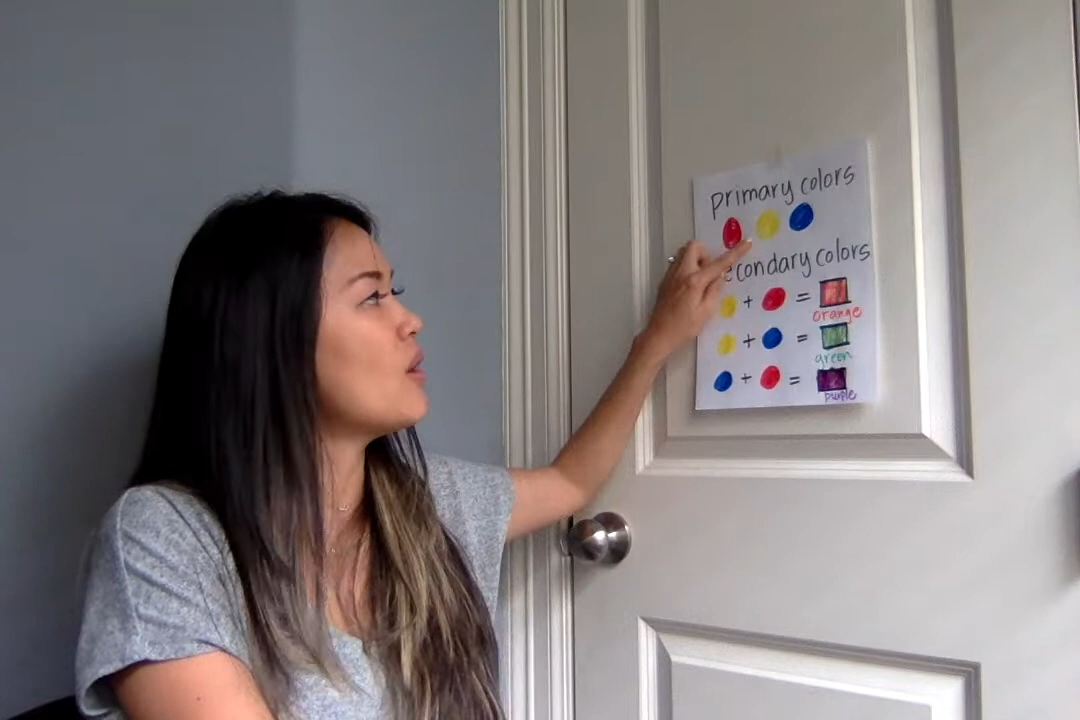 primary colors
econdary colors
+ =
orange
+ =
green
+ =
purple